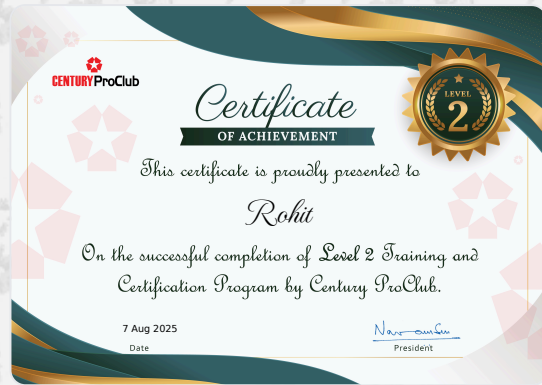 CENTURY ProClub
LEVEL
2
Certificate
OF ACHIEVEMENT
This certificate is proudly presented to
Rohit
On the successful completion of Level 2 Training and
Certification Program by Century ProClub.
7 Aug 2025
Date
President